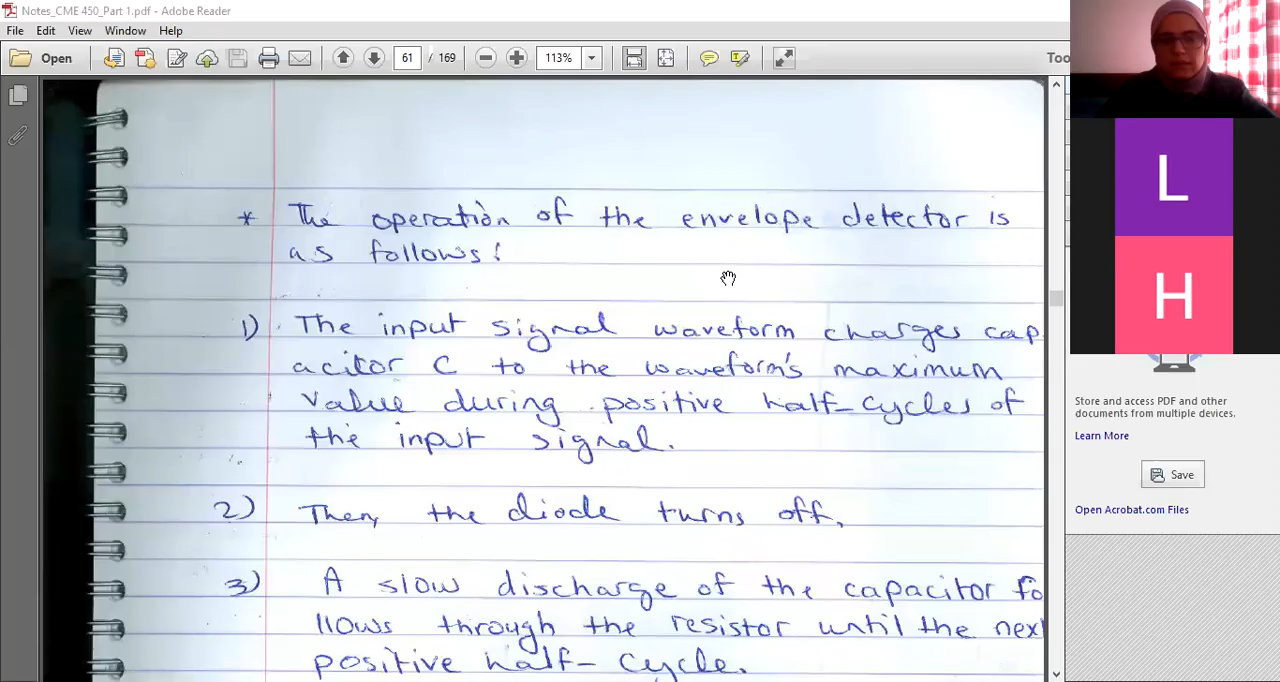 Notes_CME 450_Part 1.pdf - Adobe Reader
File Edit View Window Help
Open 61 / 169 113% Too
* The operation of the envelope detector is
as follows:
1) The input signal waveform charges cap
acitor C to the waveform's maximum
value during positive half-cycles of
the input signal.
2) Then, the diode turns off.
3) A slow discharge of the capacitor fo
llows through the resistor until the next
positive half-cycle.
L
H
Store and access PDF and other
documents from multiple devices.
Learn More
Save
Open Acrobat.com Files